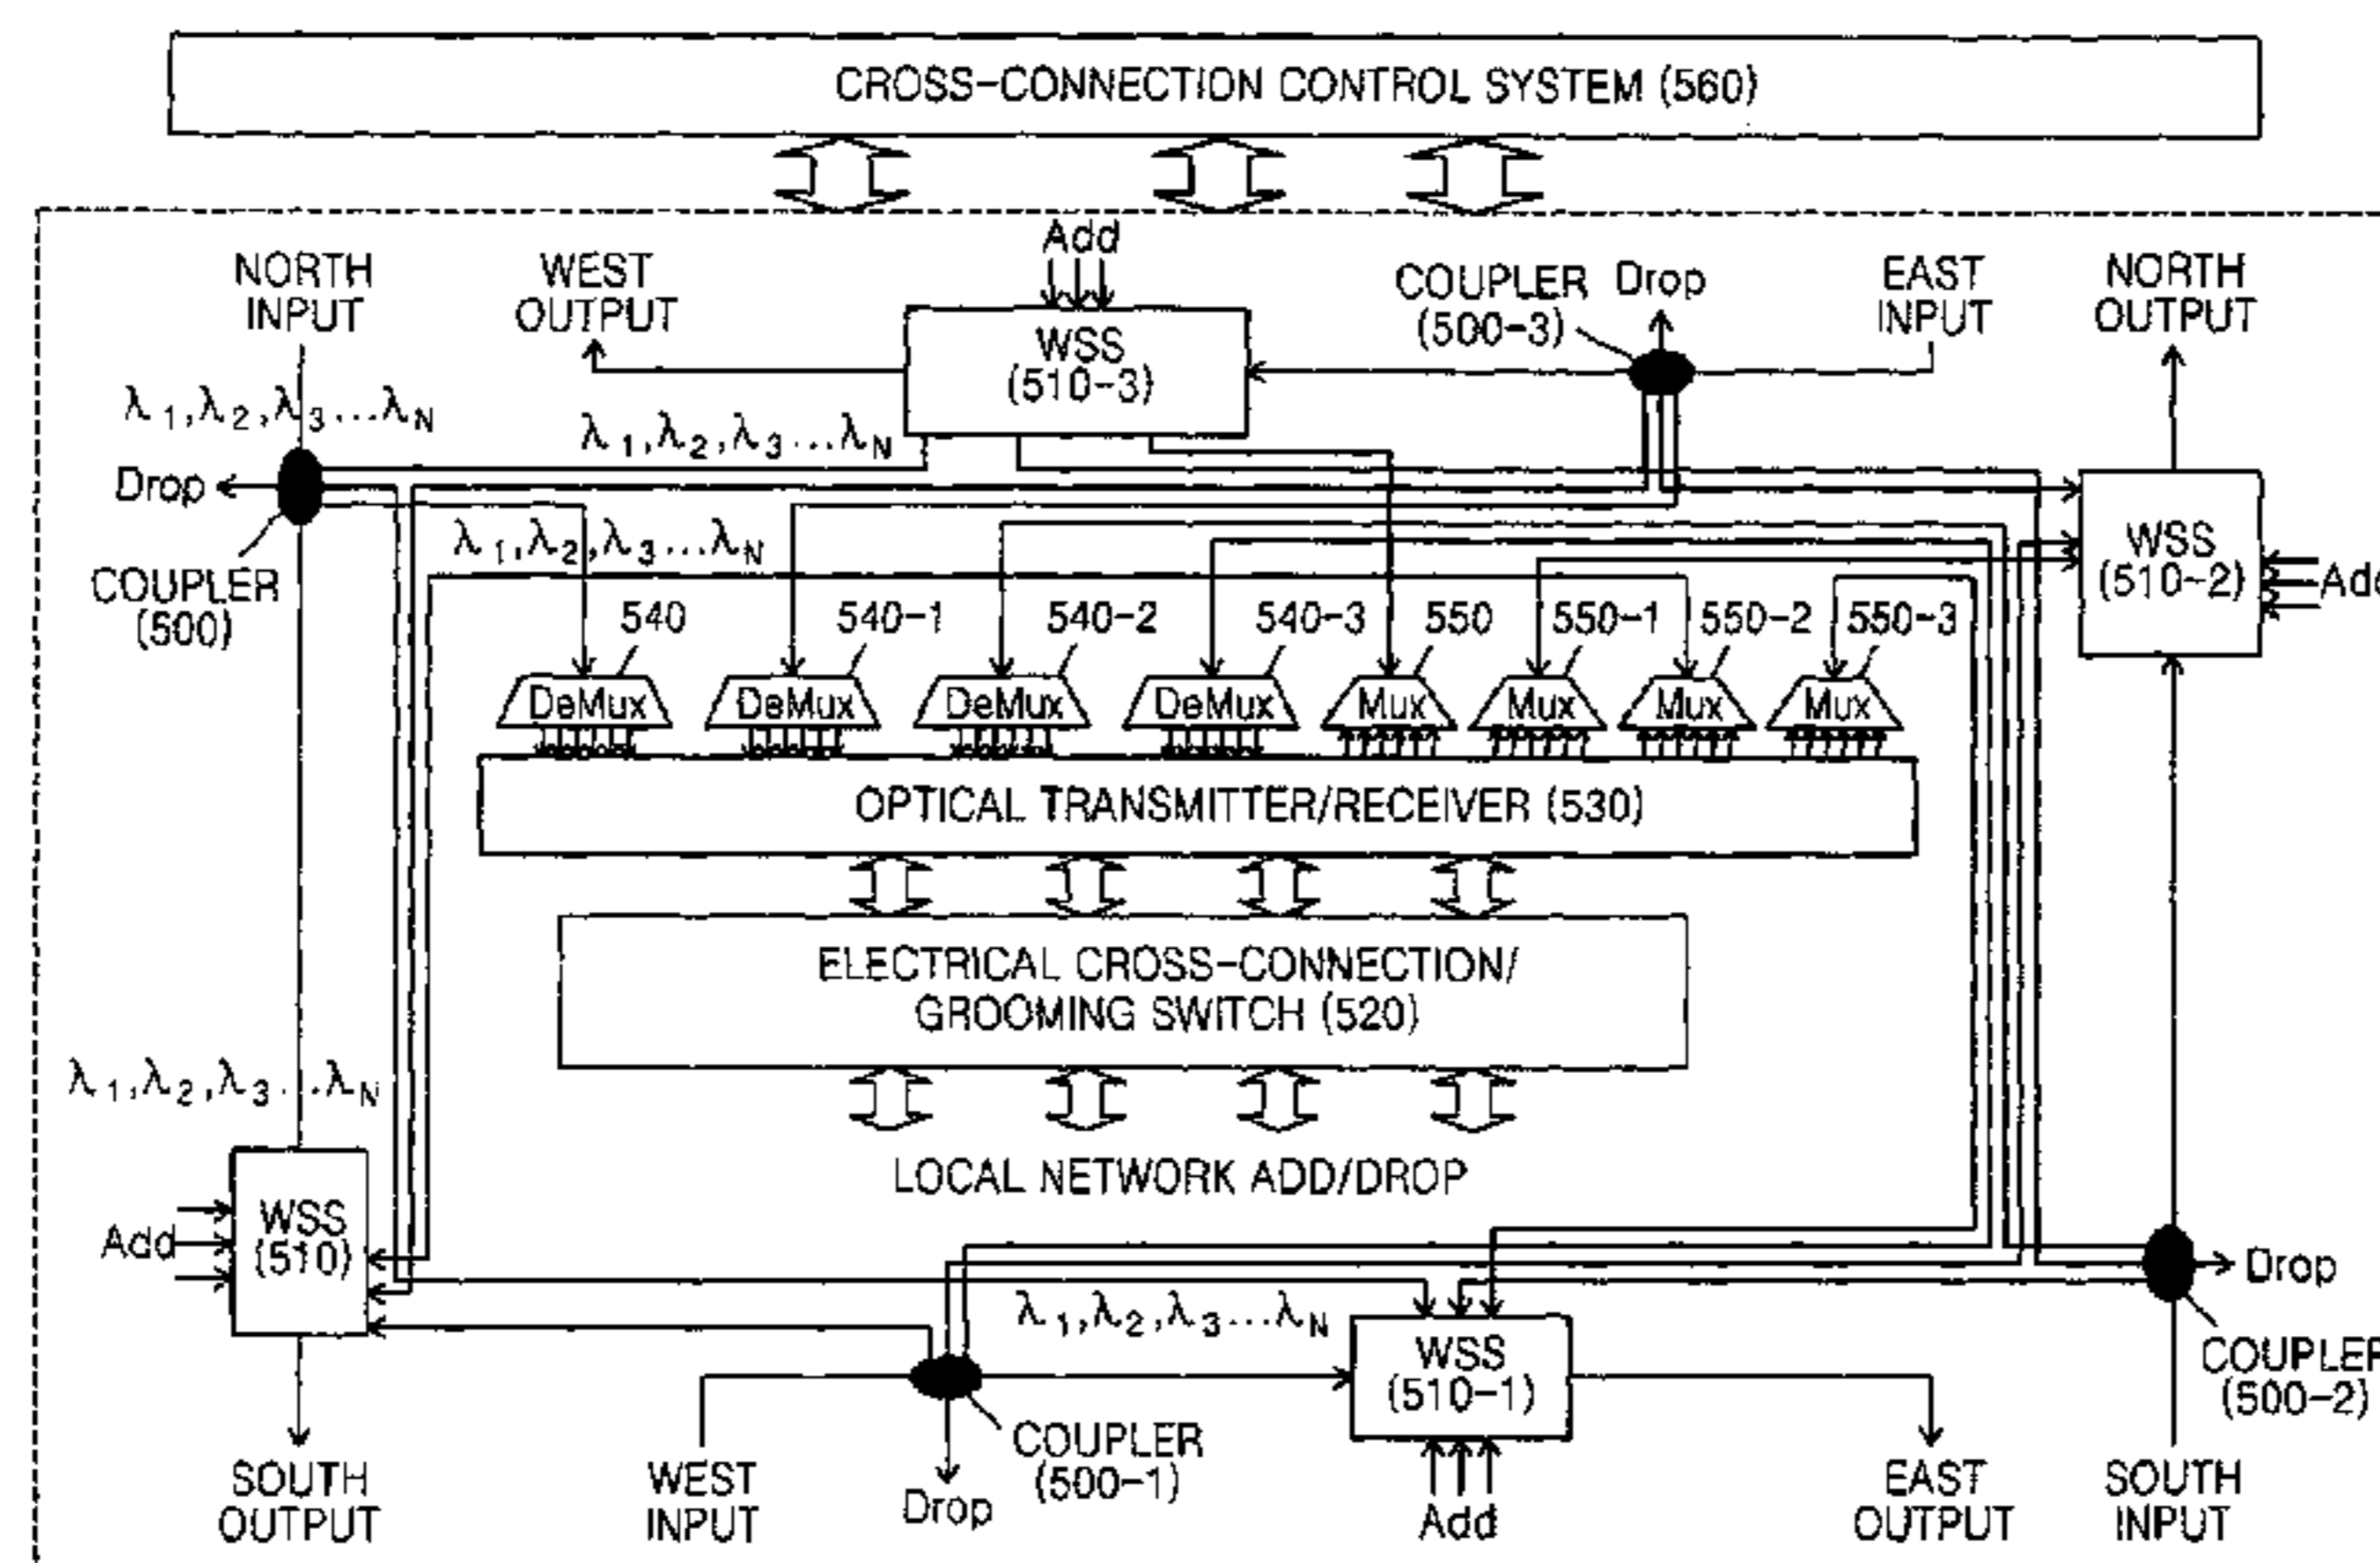 CROSS-CONNECTION CONTROL SYSTEM (560)
NORTH
INPUT
WEST
OUTPUT
Add
WSS
(510-3)
COUPLER
(500-3)
Drop
EAST
INPUT
NORTH
OUTPUT
λ1,λ2,λ3...λN
λ1,λ2,λ3...λN
Drop
COUPLER
(500)
λ1,λ2,λ3...λN
WSS
(510-2)
540
540-1
540-2
540-3
550
550-1
550-2
550-3
DeMux
DeMux
DeMux
DeMux
Mux
Mux
Mux
Mux
OPTICAL TRANSMITTER/RECEIVER (530)
ELECTRICAL CROSS-CONNECTION/
GROOMING SWITCH (520)
LOCAL NETWORK ADD/DROP
λ1,λ2,λ3...λN
Add
WSS
(510)
SOUTH
OUTPUT
WEST
INPUT
Drop
COUPLER
(500-1)
λ1,λ2,λ3...λN
WSS
(510-1)
Add
EAST
OUTPUT
Drop
COUPLER
(500-2)
SOUTH
INPUT